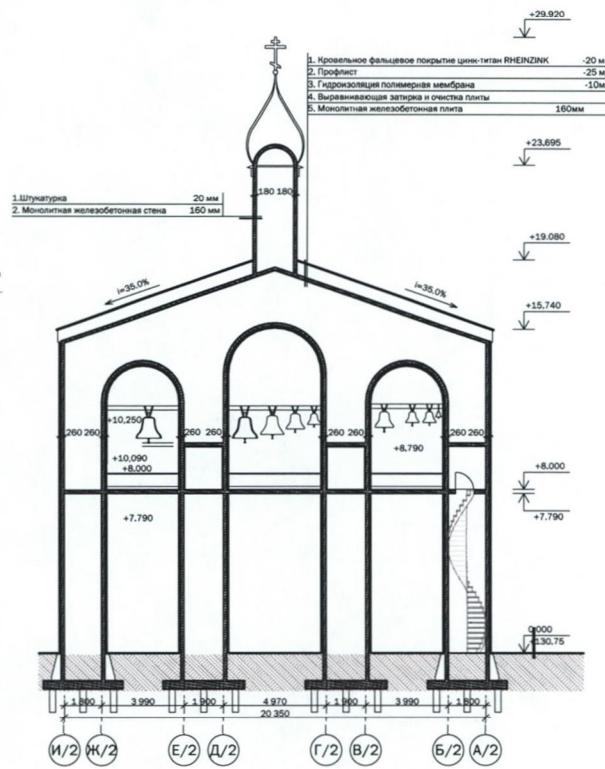 +29.920
1. Кровельное фальцевое покрытие цинк-титан RHEINZINK -20 м
2. Профлист -25 м
3. Гидроизоляция полимерная мембрана -10м
4. Выравнивающая затирка и очистка плиты
5. Монолитная железобетонная плита 160мм
+23.695
180 180
1.Штукатурка 20 мм
2. Монолитная железобетонная стена 160 мм
+19.080
i=35.0% i=35.0%
+15.740
+10,250
260 260 260 260 260 260 260 260
+10,090 +8.790
+8.000 +8.000
+7.790 +7.790
0.000
130.75
1 800 3 990 1 900 4 970 1 900 3 990 1 800
20 350
И/2 Ж/2 Е/2 Д/2 Г/2 В/2 Б/2 А/2